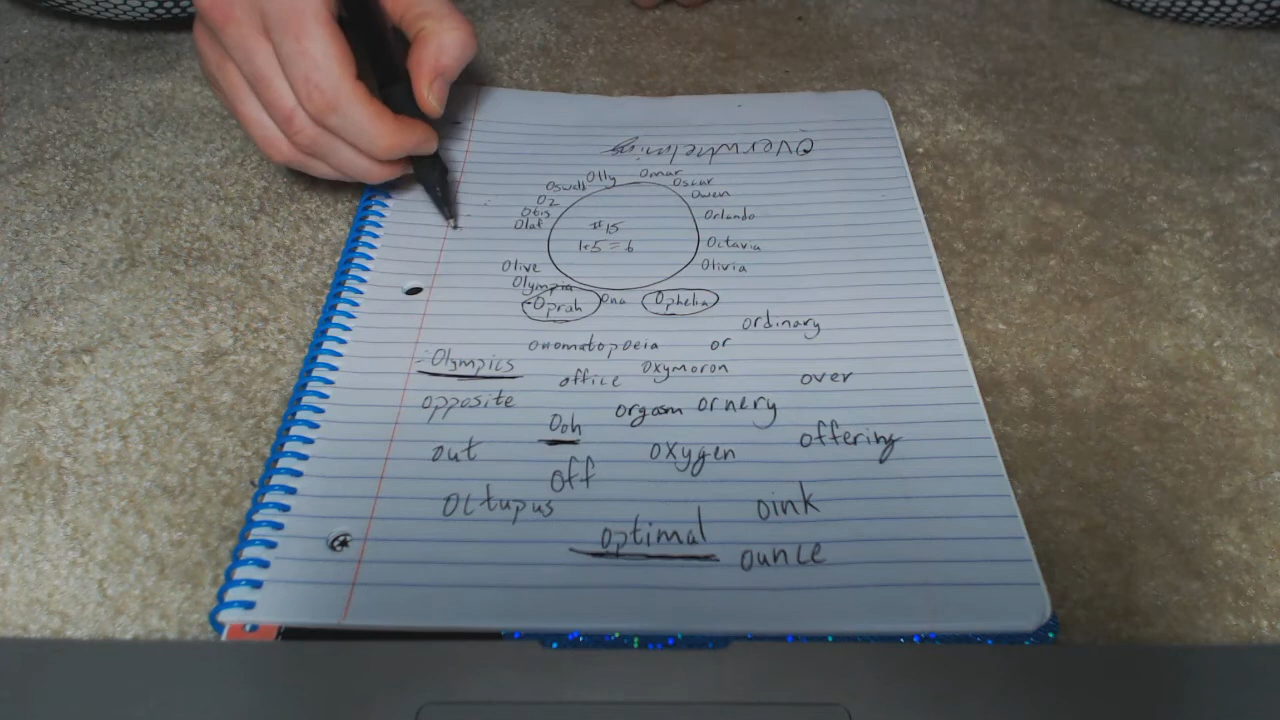 Overwhelming
Olly Omar
Oswald Oscar
Oz Owen
Otis Orlando
Olaf 15
1+5=6 Octavia
Olive Olivia
Olympia
-Oprah Ona Ophelia
ordinary
onomatopoeia or
-Olympics office oxymoron over
opposite orgasm ornery
Ooh
out oxygen offering
off
octupus oink
optimal
ounce